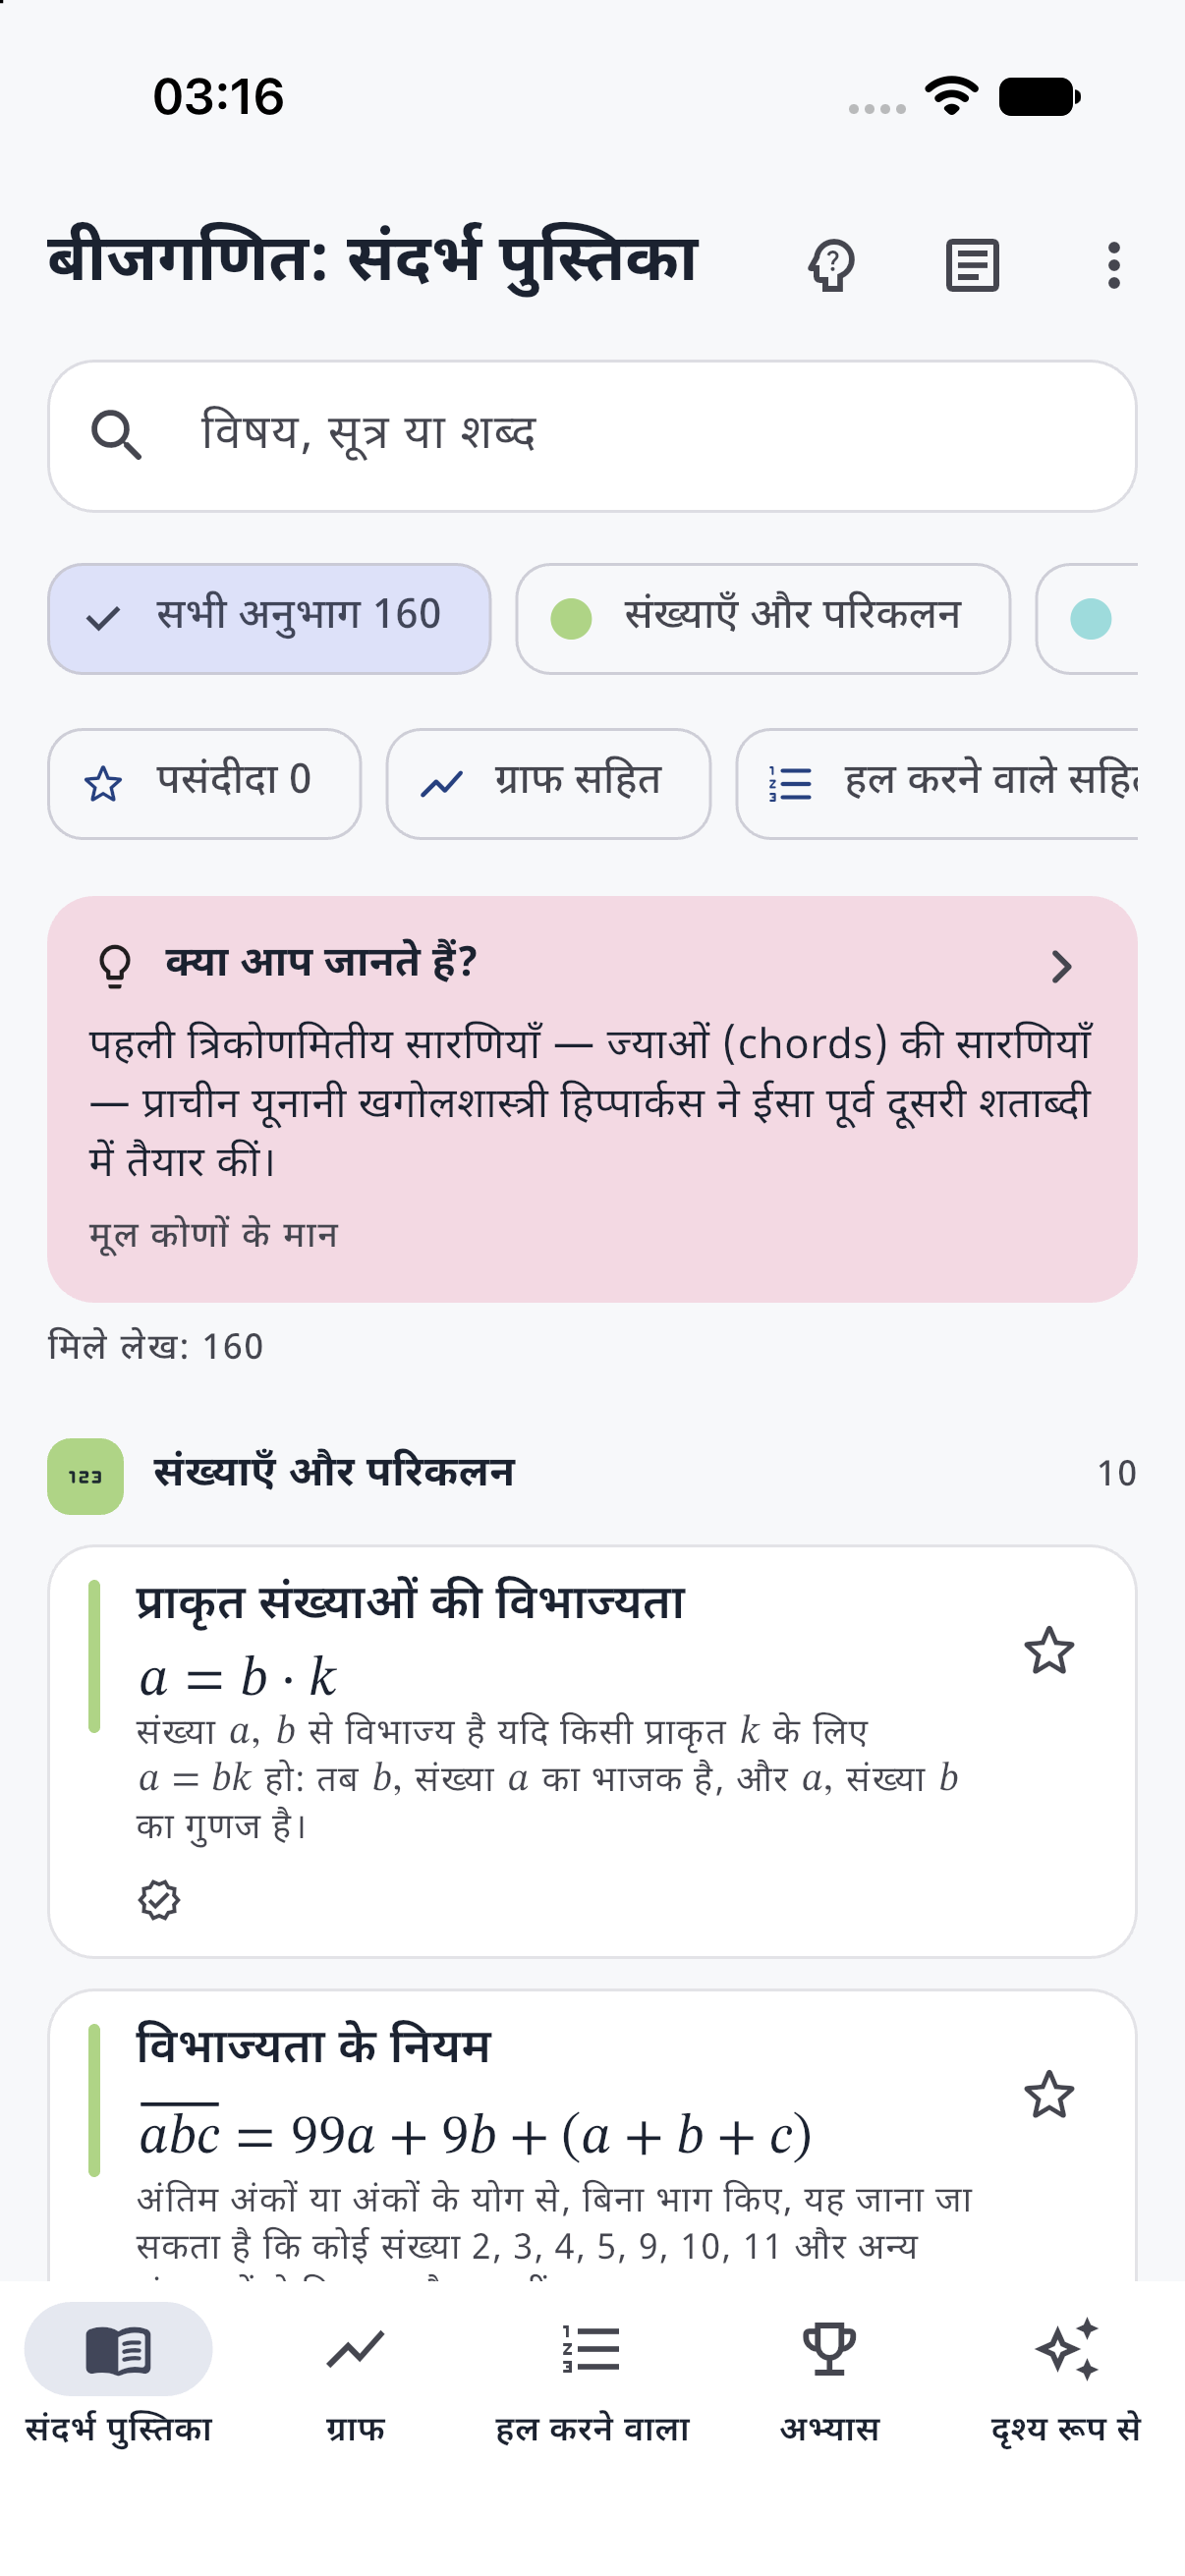 03:16
बीजगणित: संदर्भ पुस्तिका
विषय, सूत्र या शब्द
सभी अनुभाग 160
संख्याएँ और परिकलन
पसंदीदा 0
ग्राफ सहित
हल करने वाले
क्या आप जानते हैं?
पहली त्रिकोणमितीय सारणियाँ — ज्याओं (chords) की सारणियाँ
— प्राचीन यूनानी खगोलशास्त्री हिप्पार्कस ने ईसा पूर्व दूसरी शताब्दी
में तैयार कीं।
मूल कोणों के मान
मिले लेख: 160
123 संख्याएँ और परिकलन 10
प्राकृत संख्याओं की विभाज्यता
a = b · k
संख्या a, b से विभाज्य है यदि किसी प्राकृत k के लिए
a = bk हो: तब b, संख्या a का भाजक है, और a, संख्या b
का गुणज है।
विभाज्यता के नियम
a̅b̅c̅ = 99a + 9b + (a + b + c)
अंतिम अंकों या अंकों के योग से, बिना भाग किए, यह जाना जा
सकता है कि कोई संख्या 2, 3, 4, 5, 9, 10, 11 और अन्य
संदर्भ पुस्तिका
ग्राफ
हल करने वाला
अभ्यास
दृश्य रूप से